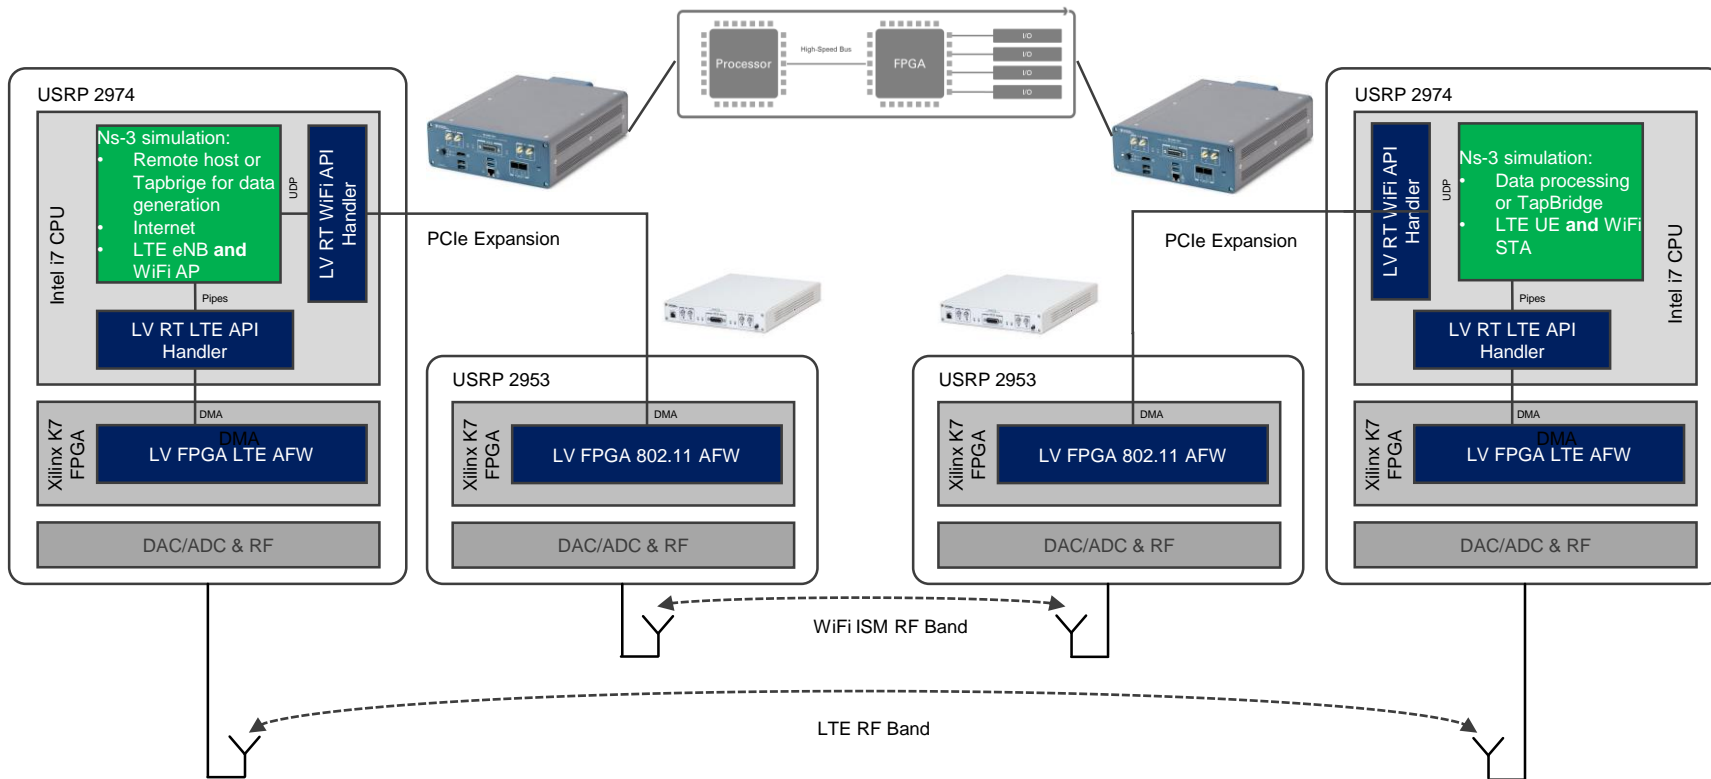 Processor
High-Speed Bus
FPGA
I/O
I/O
I/O
I/O
USRP 2974
Ns-3 simulation:
• Remote host or
Tapbrige for data
generation
• Internet
• LTE eNB and
WiFi AP
UDP
LV RT WiFi API
Handler
Intel i7 CPU
Pipes
LV RT LTE API
Handler
DMA
Xilinx K7
FPGA
DMA
LV FPGA LTE AFW
DAC/ADC & RF
PCIe Expansion
USRP 2953
DMA
Xilinx K7
FPGA
LV FPGA 802.11 AFW
DAC/ADC & RF
PCIe Expansion
USRP 2953
DMA
Xilinx K7
FPGA
LV FPGA 802.11 AFW
DAC/ADC & RF
USRP 2974
LV RT WiFi API
Handler
UDP
Ns-3 simulation:
• Data processing
or TapBridge
• LTE UE and WiFi
STA
Intel i7 CPU
Pipes
LV RT LTE API
Handler
DMA
Xilinx K7
FPGA
DMA
LV FPGA LTE AFW
DAC/ADC & RF
WiFi ISM RF Band
LTE RF Band